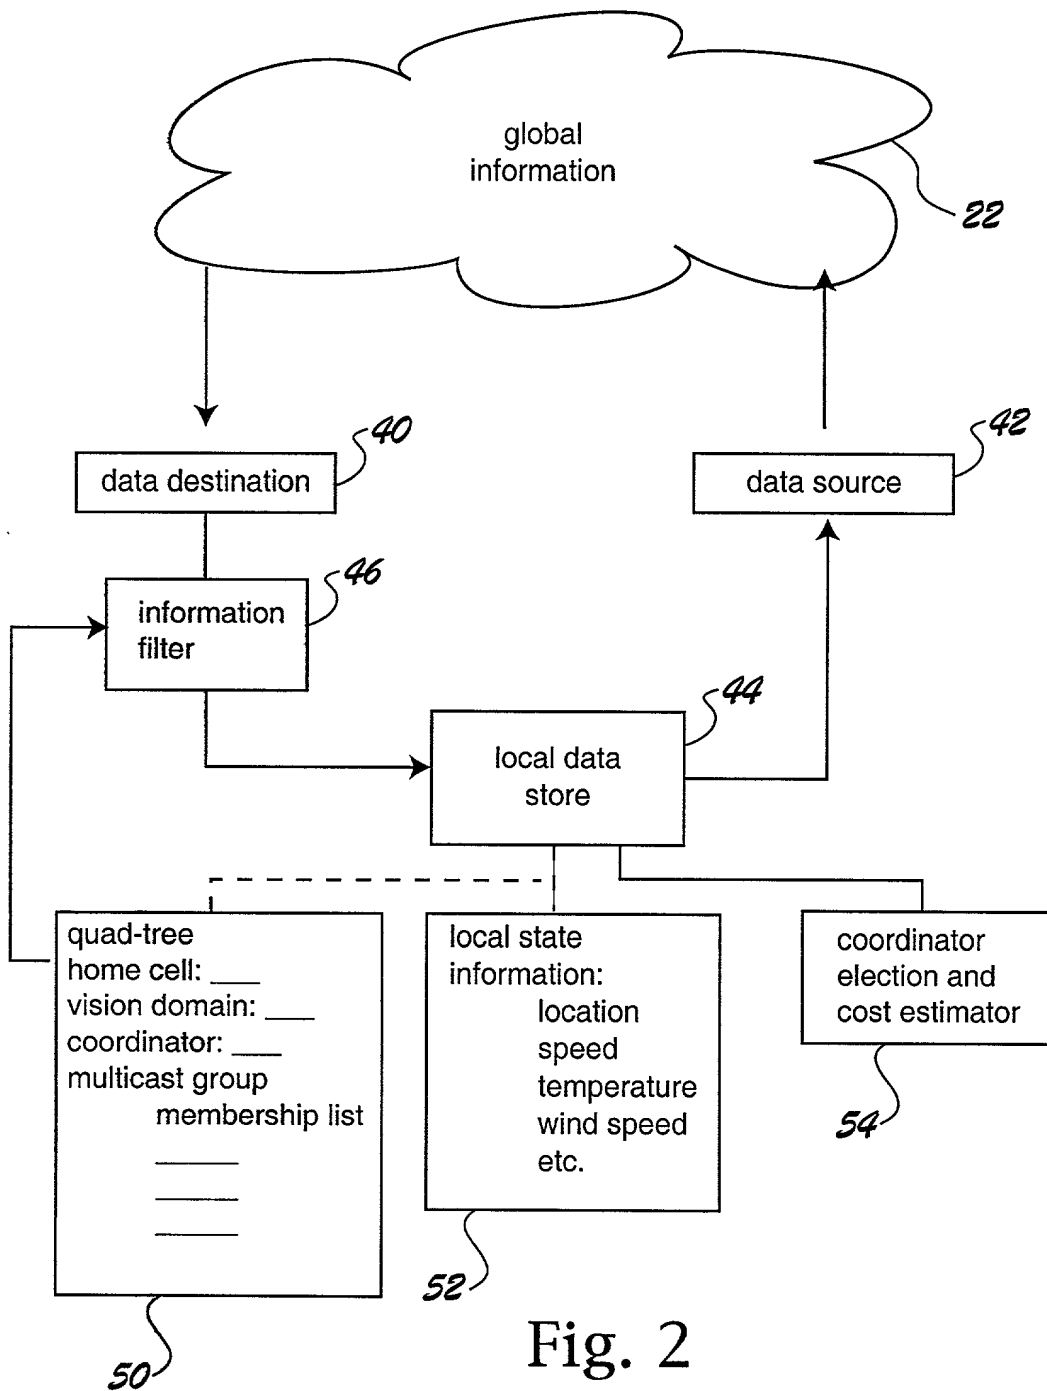 global
information
22
40
42
data destination
data source
46
information
filter
44
local data
store
quad-tree
home cell: ___
vision domain: ___
coordinator: ___
multicast group
membership list
local state
information:
location
speed
temperature
wind speed
etc.
coordinator
election and
cost estimator
54
52
50
Fig. 2